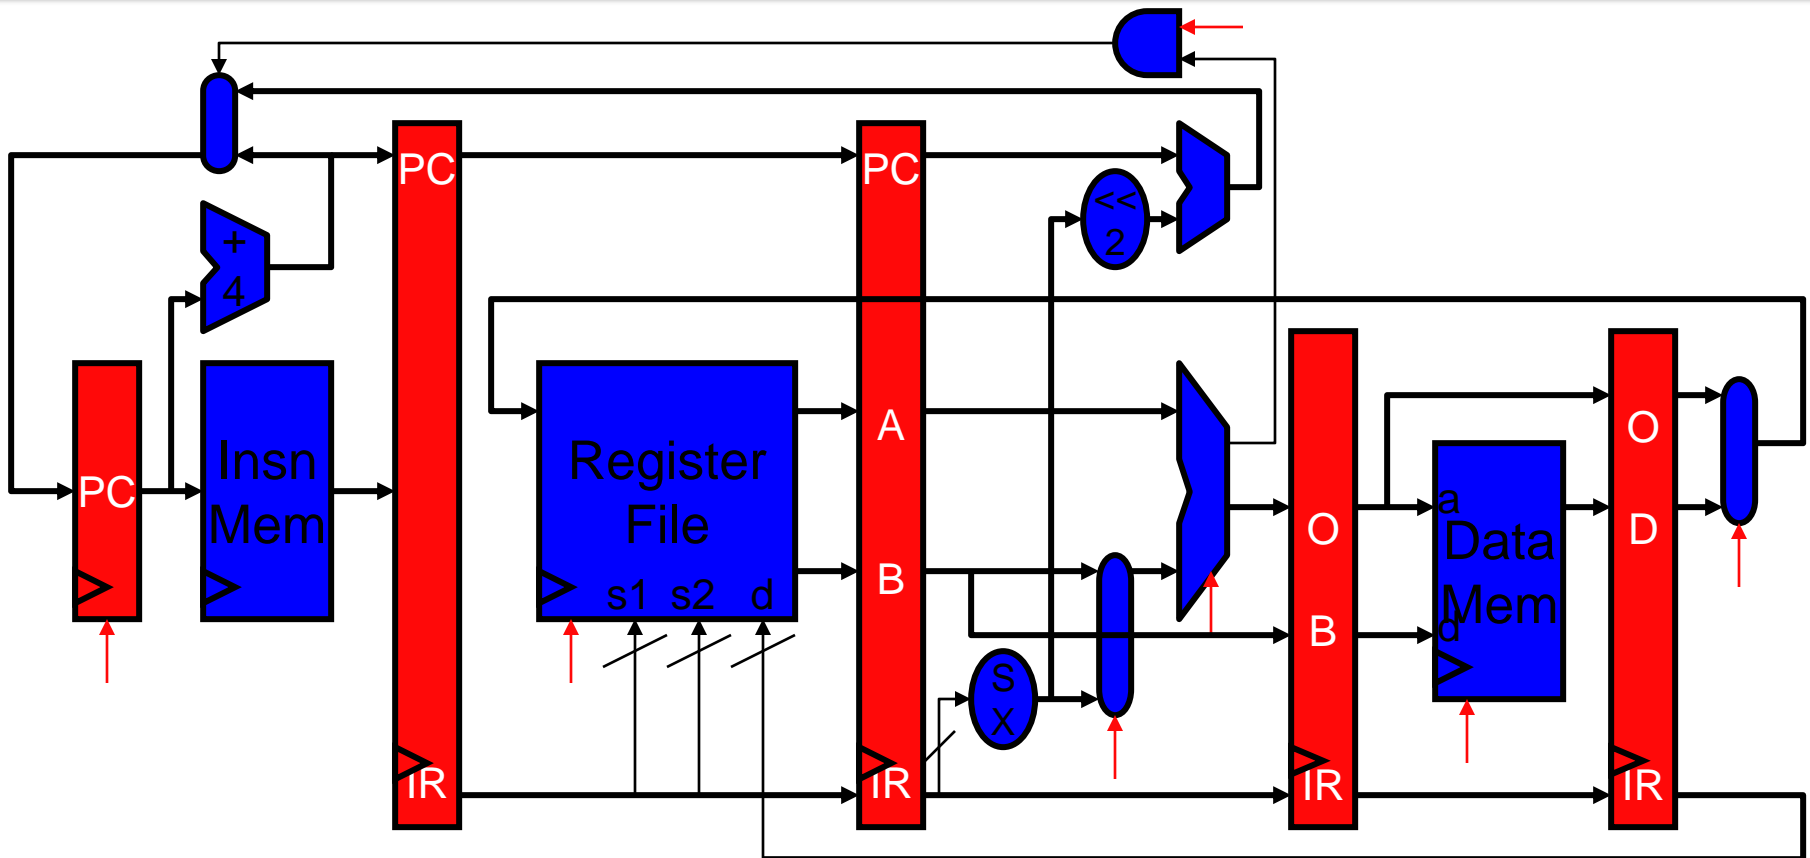 PC
PC
<<
2
+
4
PC
Insn
Mem
Register
File
s1 s2 d
A
B
S
X
O
B
a
Data
Mem
d
O
D
IR
IR
IR
IR